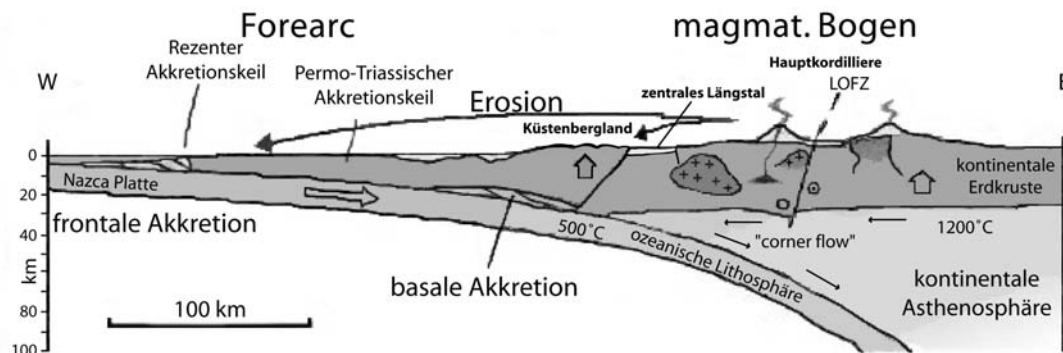 Forearc
magmat. Bogen
Rezenter
Akkretionskeil
Permo-Triassischer
Akkretionskeil
Erosion
Hauptkordilliere
LOFZ
zentrales Längstal
Küstenbergland
W
E
0
20
40
60
80
100
km
Nazca Platte
kontinentale
Erdkruste
frontale Akkretion
500°C
"corner flow"
1200°C
ozeanische Lithosphäre
basale Akkretion
kontinentale
Asthenosphäre
100 km